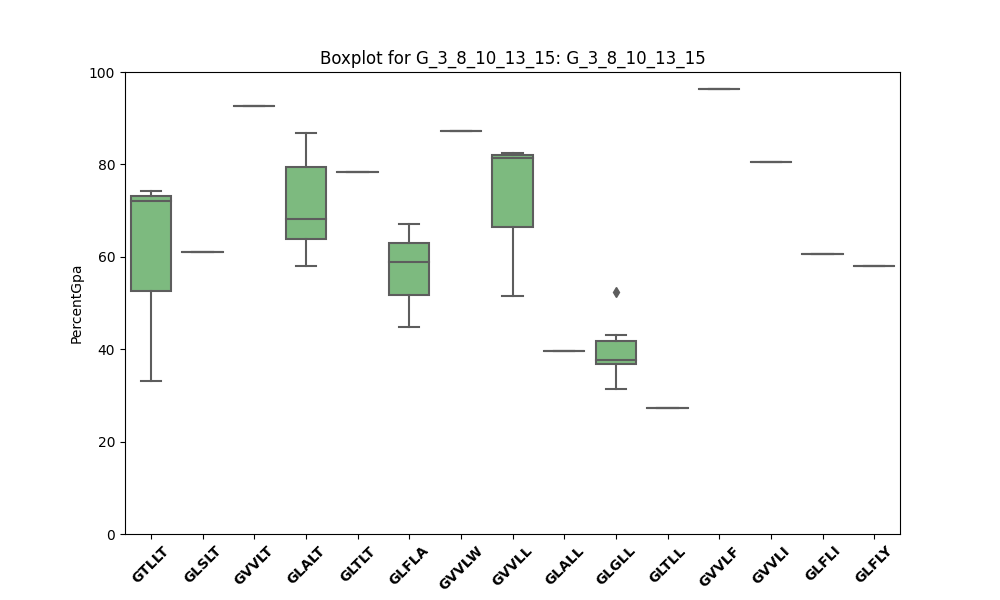 Boxplot for G_3_8_10_13_15: G_3_8_10_13_15
100
80
60
40
20
0
PercentGpa
GTLLT
GLSLT
GVVLT
GLALT
GLTLT
GLFLA
GVVLW
GVVLL
GLALL
GLGLL
GLTLL
GVVLF
GVVLI
GLFLI
GLFLY